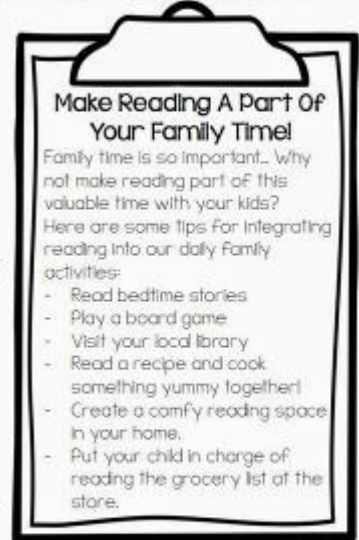 Make Reading A Part Of
Your Family Time!
Family time is so important... Why
not make reading part of this
valuable time with your kids?
Here are some tips for integrating
reading into our daily family
activities:
- Read bedtime stories
- Play a board game
- Visit your local library
- Read a recipe and cook
something yummy together!
- Create a comfy reading space
in your home.
- Put your child in charge of
reading the grocery list at the
store.